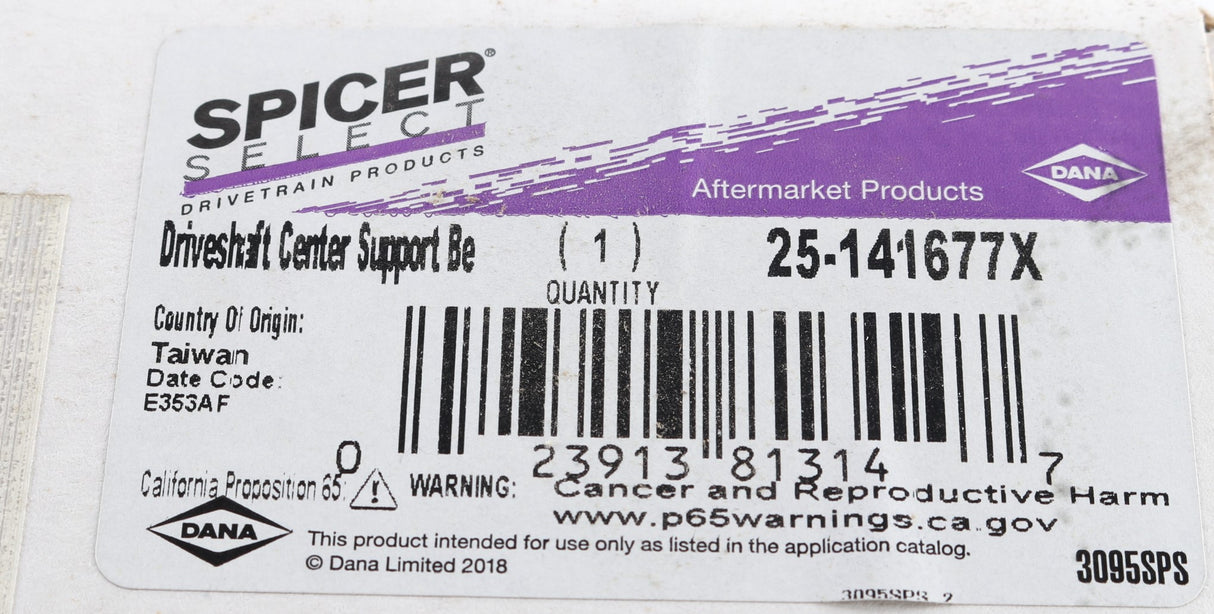 SPICER®
SELECT
DRIVETRAIN PRODUCTS
Aftermarket Products
DANA
Driveshaft Center Support Be
( 1 )
25-141677X
QUANTITY
Country Of Origin:
Taiwan
Date Code:
E353AF
0 23913 81314 7
California Proposition 65: WARNING: Cancer and Reproductive Harm
www.p65warnings.ca.gov
DANA
This product intended for use only as listed in the application catalog.
© Dana Limited 2018
3095SPS
3095SPS 2